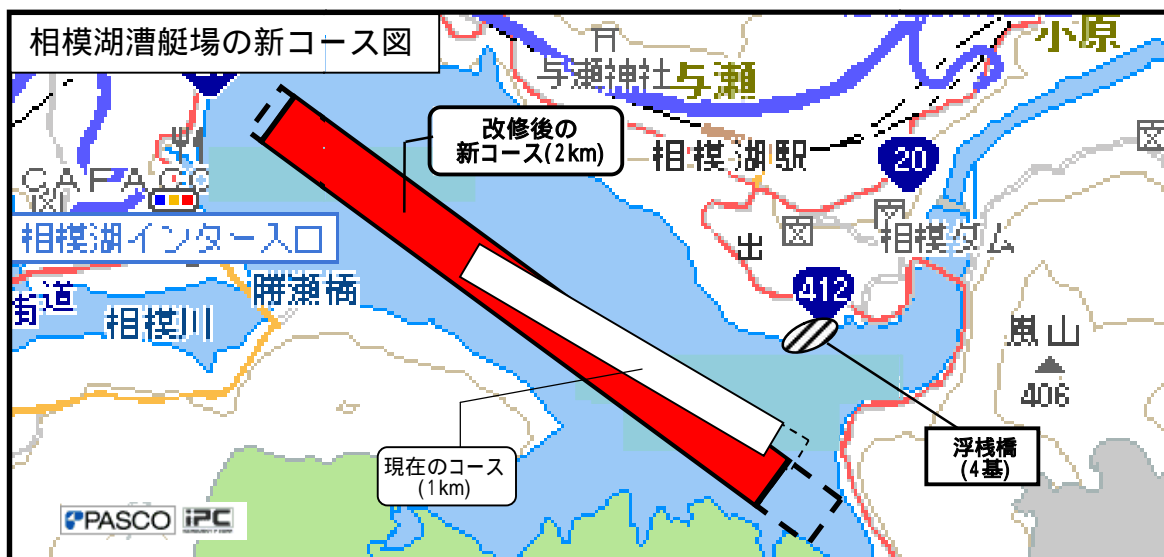 相模湖漕艇場の新コース図
小原
与瀬神社
与瀬
改修後の
新コース(2km)
相模湖駅
20
相模湖インター入口
相模ダム
出
412
勝瀬橋
街道
相模川
嵐山
406
現在のコース
(1km)
浮桟橋
(4基)
PASCO iPC